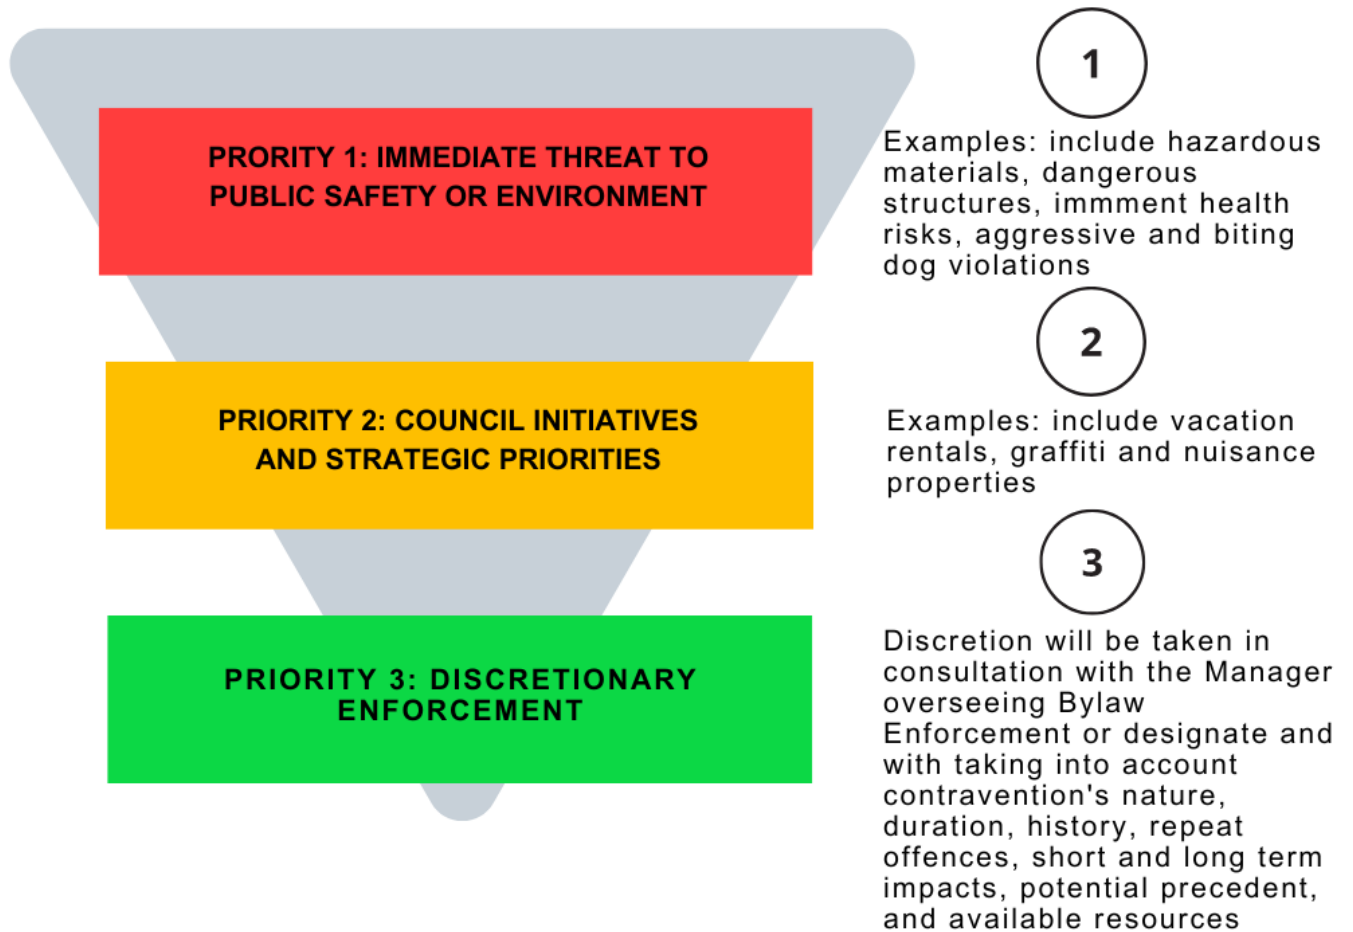 PRORITY 1: IMMEDIATE THREAT TO
PUBLIC SAFETY OR ENVIRONMENT
1
Examples: include hazardous
materials, dangerous
structures, immment health
risks, aggressive and biting
dog violations
PRIORITY 2: COUNCIL INITIATIVES
AND STRATEGIC PRIORITIES
2
Examples: include vacation
rentals, graffiti and nuisance
properties
PRIORITY 3: DISCRETIONARY
ENFORCEMENT
3
Discretion will be taken in
consultation with the Manager
overseeing Bylaw
Enforcement or designate and
with taking into account
contravention's nature,
duration, history, repeat
offences, short and long term
impacts, potential precedent,
and available resources